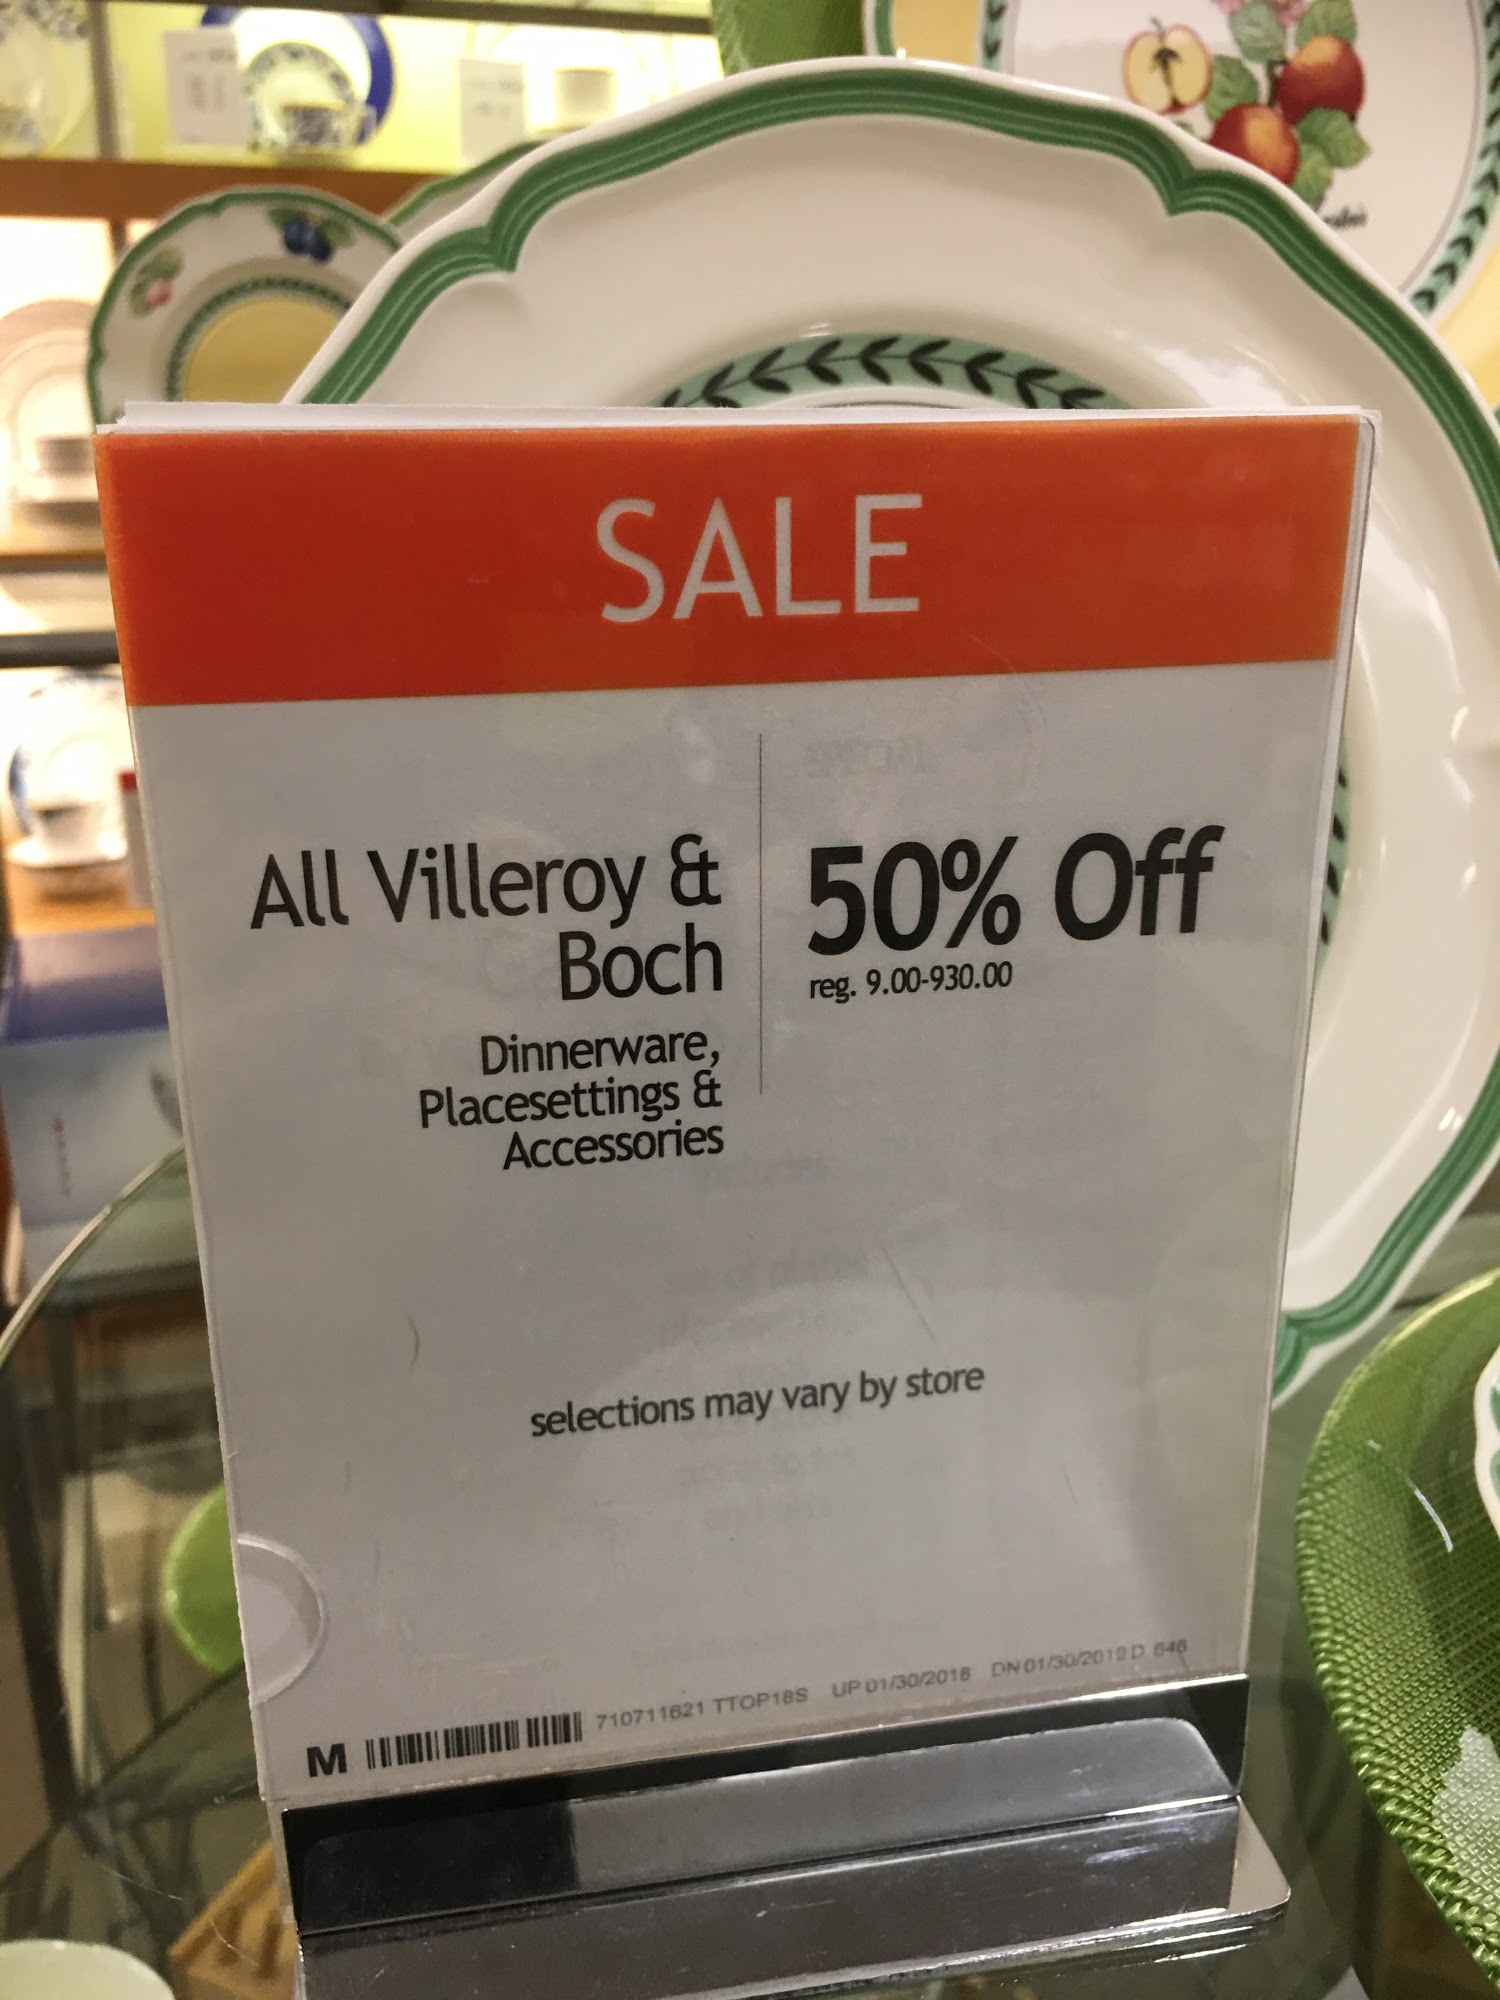 SALE
All Villeroy &
Boch
Dinnerware,
Placesettings &
Accessories
50% Off
reg. 9.00-930.00
selections may vary by store
M 710711621 TTOP18S UP 01/30/2018 DN 01/30/2019 D 646